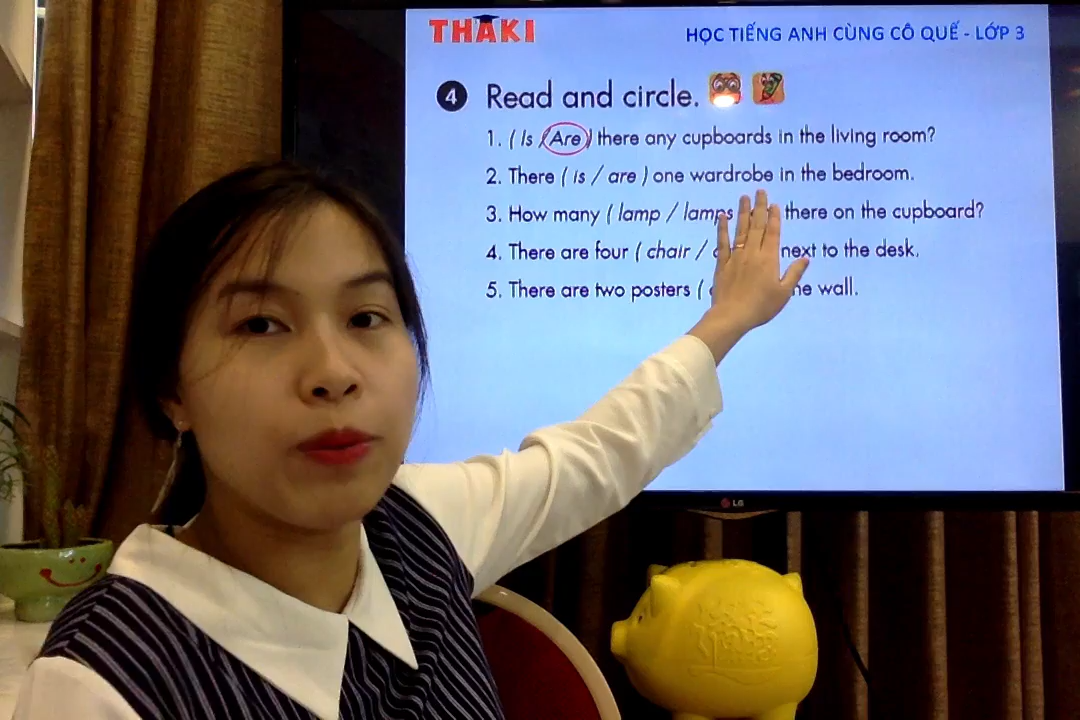 THAKI
HỌC TIẾNG ANH CÙNG CÔ QUẾ - LỚP 3
4 Read and circle.
1. ( Is / Are ) there any cupboards in the living room?
2. There ( is / are ) one wardrobe in the bedroom.
3. How many ( lamp / lamps there on the cupboard?
4. There are four ( chair / next to the desk.
5. There are two posters ( wall.
LG